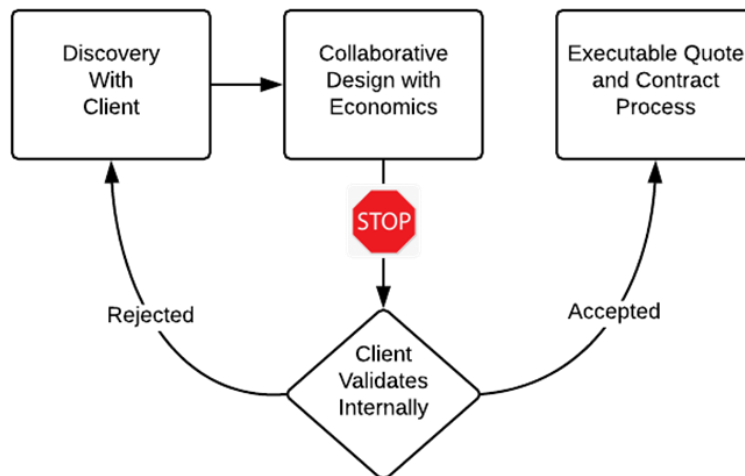 Discovery
With
Client
Collaborative
Design with
Economics
Executable Quote
and Contract
Process
STOP
Rejected
Accepted
Client
Validates
Internally